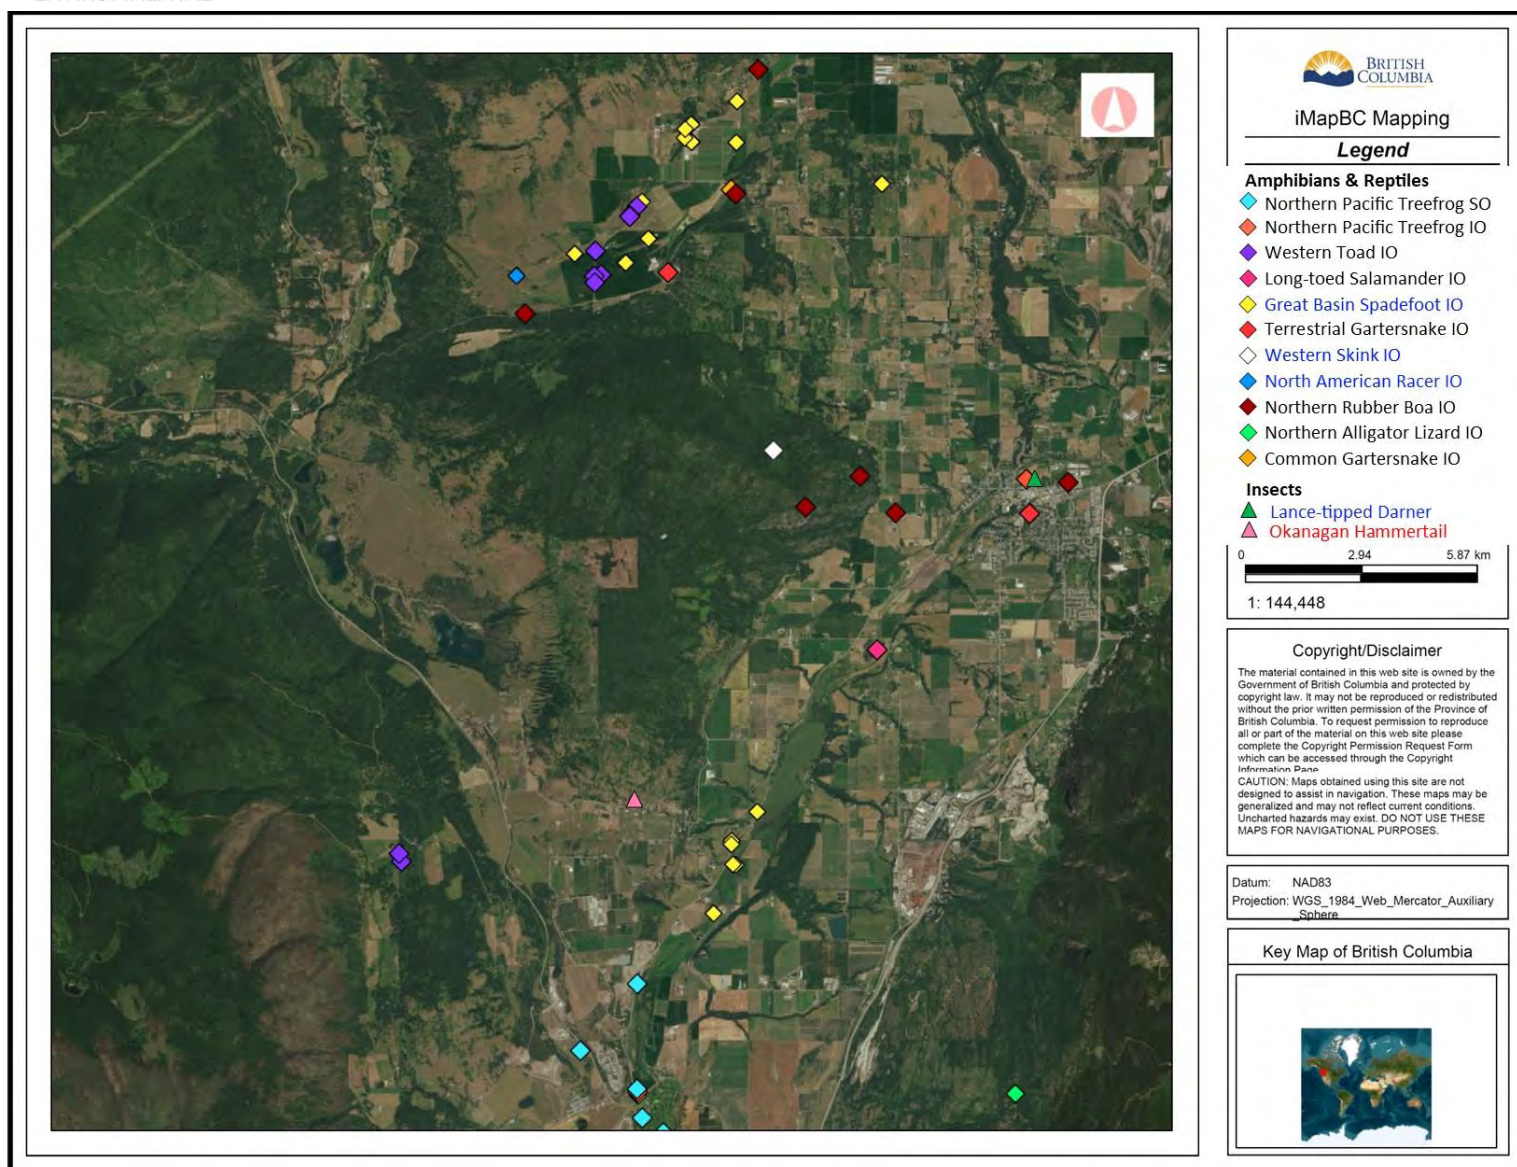 BRITISH
COLUMBIA
iMapBC Mapping
Legend
Amphibians & Reptiles
Northern Pacific Treefrog SO
Northern Pacific Treefrog IO
Western Toad IO
Long-toed Salamander IO
Great Basin Spadefoot IO
Terrestrial Gartersnake IO
Western Skink IO
North American Racer IO
Northern Rubber Boa IO
Northern Alligator Lizard IO
Common Gartersnake IO
Insects
Lance-tipped Darner
Okanagan Hammertail
0 2.94 5.87 km
1: 144,448
Copyright/Disclaimer
The material contained in this web site is owned by the
Government of British Columbia and protected by
copyright law. It may not be reproduced or redistributed
without the prior written permission of the Province of
British Columbia. To request permission to reproduce
all or part of the material on this web site please
complete the Copyright Permission Request Form
which can be accessed through the Copyright
Information Page
CAUTION: Maps obtained using this site are not
designed to assist in navigation. These maps may be
generalized and may not reflect current conditions.
Uncharted hazards may exist. DO NOT USE THESE
MAPS FOR NAVIGATIONAL PURPOSES.
Datum: NAD83
Projection: WGS_1984_Web_Mercator_Auxiliary
_Sphere
Key Map of British Columbia